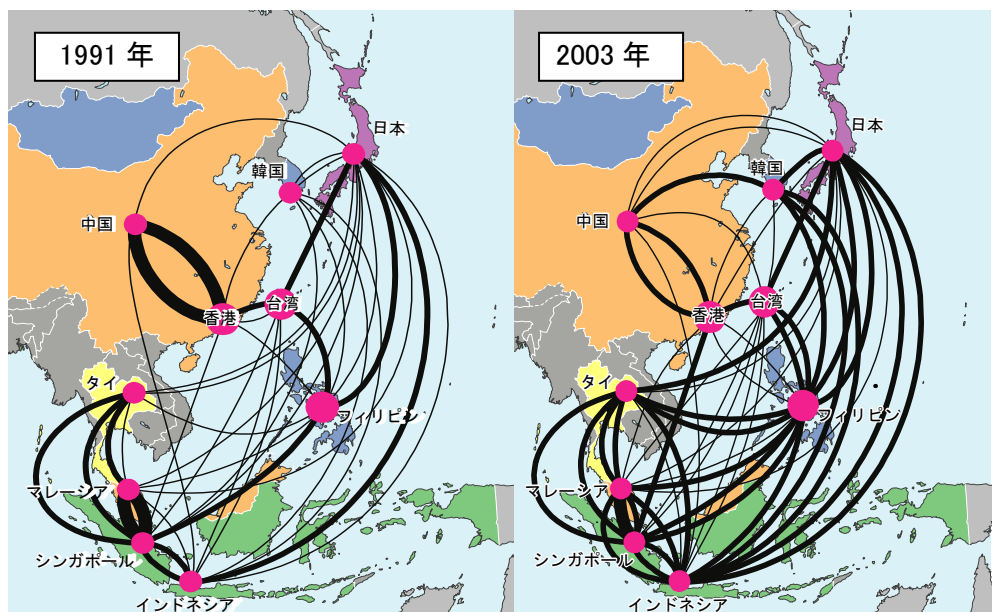 1991 年
日本
韓国
中国
台湾
香港
タイ
フィリピン
マレーシア
シンガポール
インドネシア
2003 年
日本
韓国
中国
台湾
香港
タイ
フィリピン
マレーシア
シンガポール
インドネシア